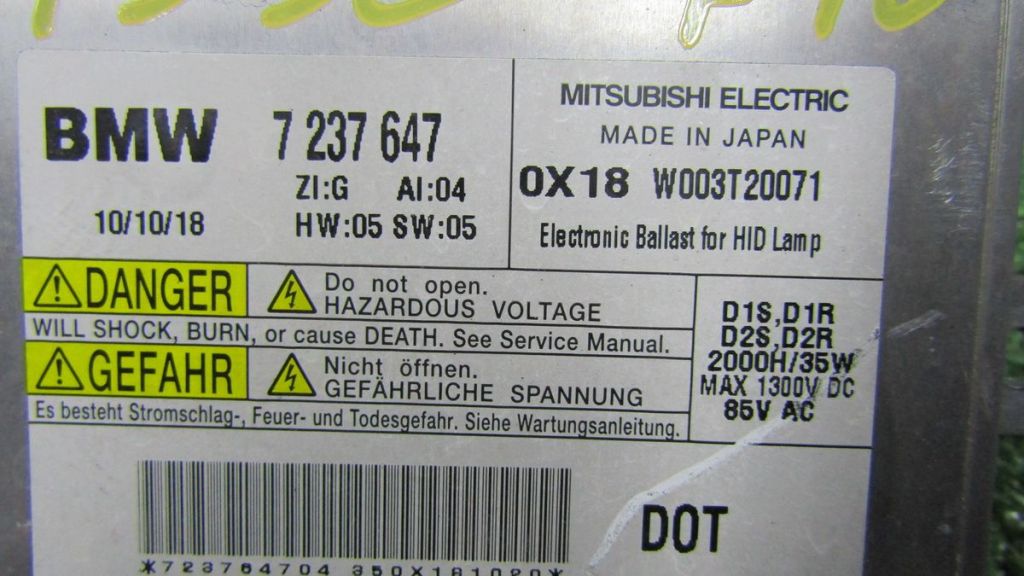 BMW 7 237 647
ZI:G AI:04
10/10/18 HW:05 SW:05
MITSUBISHI ELECTRIC
MADE IN JAPAN
0X18 W003T20071
Electronic Ballast for HID Lamp
DANGER
Do not open.
HAZARDOUS VOLTAGE
WILL SHOCK, BURN, or cause DEATH. See Service Manual.
GEFAHR
Nicht öffnen.
GEFÄHRLICHE SPANNUNG
Es besteht Stromschlag-, Feuer- und Todesgefahr. Siehe Wartungsanleitung.
D1S,D1R
D2S,D2R
2000H/35W
MAX 1300V DC
85V AC
DOT
*723764704 350X181020*